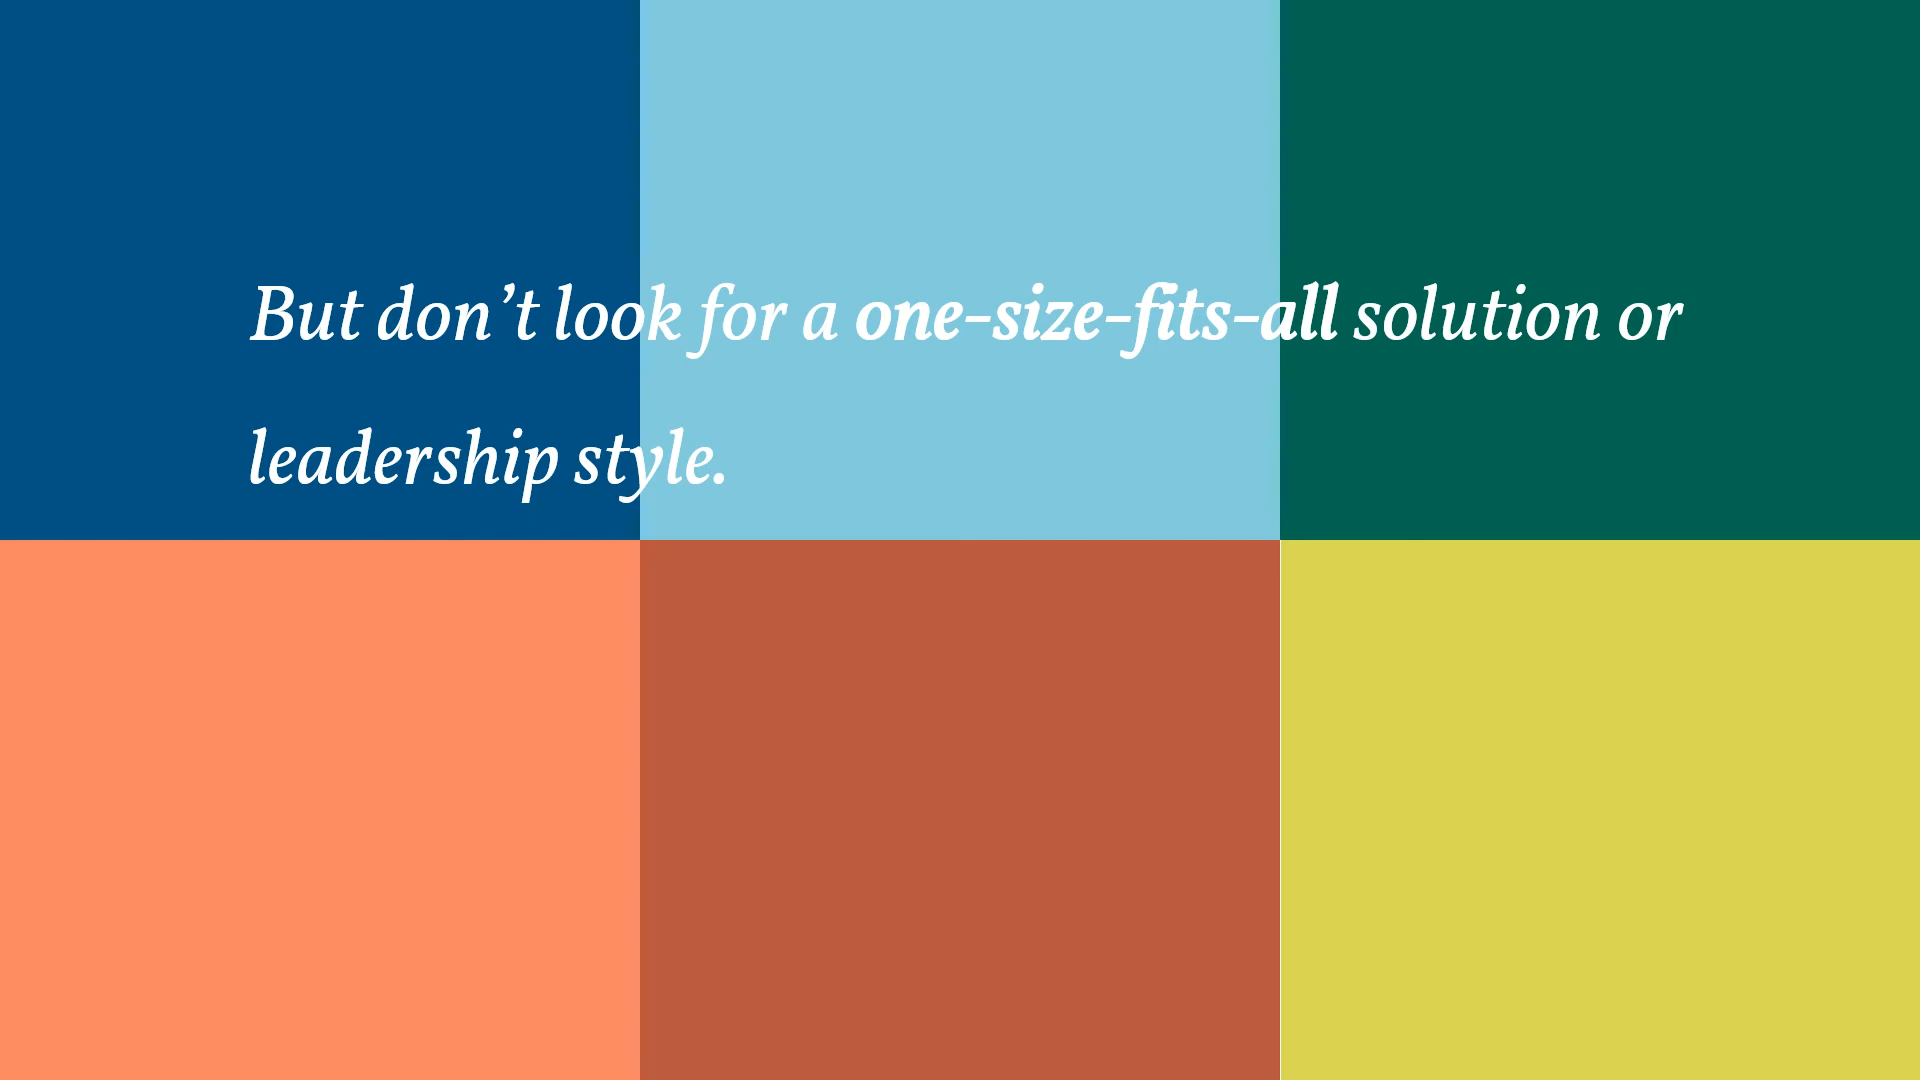 But don’t look for a one-size-fits-all solution or
leadership style.